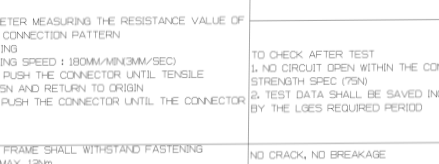 ETER MEASURING THE RESISTANCE VALUE OF
CONNECTION PATTERN
ING
ING SPEED : 180MM/MIN(3MM/SEC)
PUSH THE CONNECTOR UNTIL TENSILE
5N AND RETURN TO ORIGIN
PUSH THE CONNECTOR UNTIL THE CONNECTOR
TO CHECK AFTER TEST
1. NO CIRCUIT OPEN WITHIN THE CON
STRENGTH SPEC (75N)
2. TEST DATA SHALL BE SAVED IN
BY THE LGES REQUIRED PERIOD
FRAME SHALL WITHSTAND FASTENING
MAX. 12Nm
NO CRACK, NO BREAKAGE